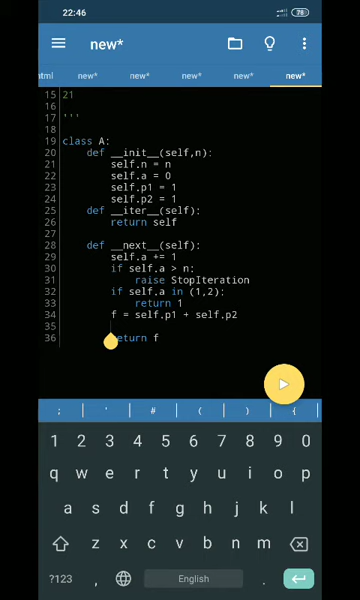 22:46
76
new*
html new* new* new* new* new*
15 21
16
17 '''
18
19 class A:
20 def __init__(self,n):
21 self.n = n
22 self.a = 0
23 self.p1 = 1
24 self.p2 = 1
25 def __iter__(self):
26 return self
27
28 def __next__(self):
29 self.a += 1
30 if self.a > n:
31 raise StopIteration
32 if self.a in (1,2):
33 return 1
34 f = self.p1 + self.p2
35
36 return f
; ' # ( ) {
1 2 3 4 5 6 7 8 9 0
q w e r t y u i o p
a s d f g h j k l
z x c v b n m
?123 , English .